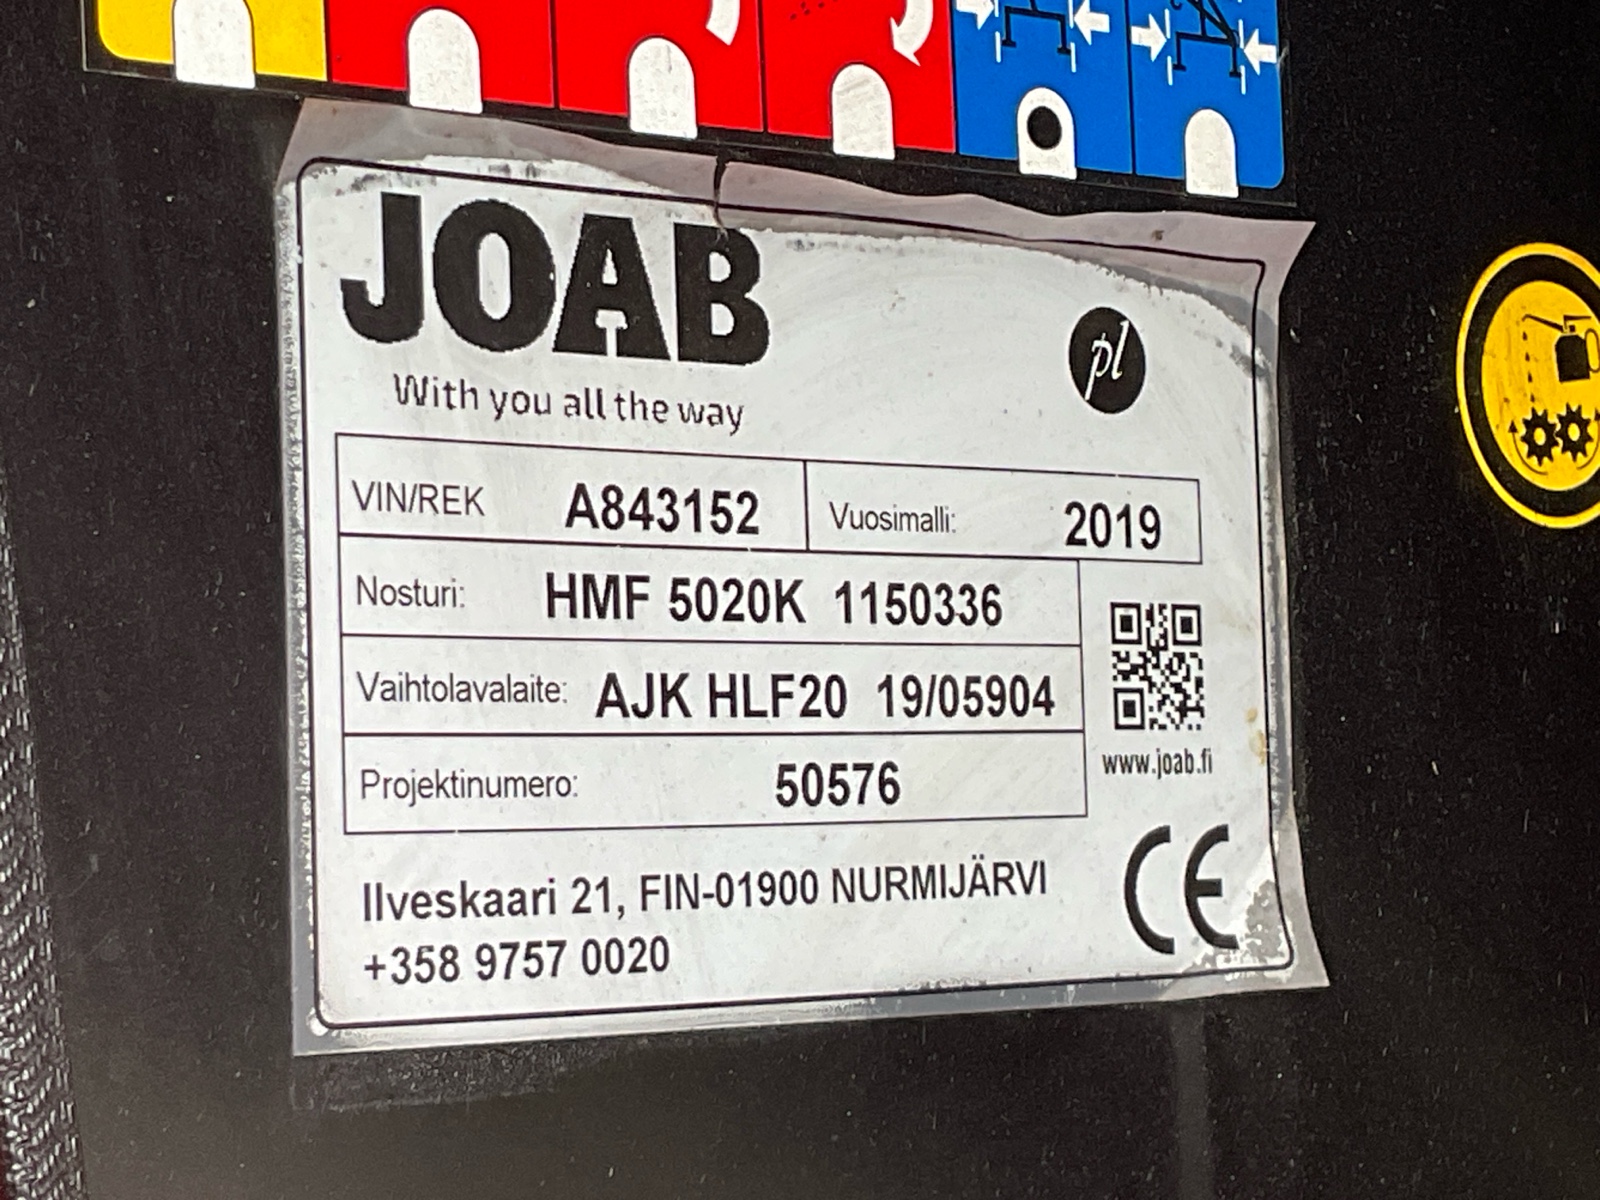 JOAB
With you all the way
pl
VIN/REK A843152 Vuosimalli: 2019
Nosturi: HMF 5020K 1150336
Vaihtolavalaite: AJK HLF20 19/05904
Projektinumero: 50576
www.joab.fi
Ilveskaari 21, FIN-01900 NURMIJÄRVI
+358 9757 0020
CE